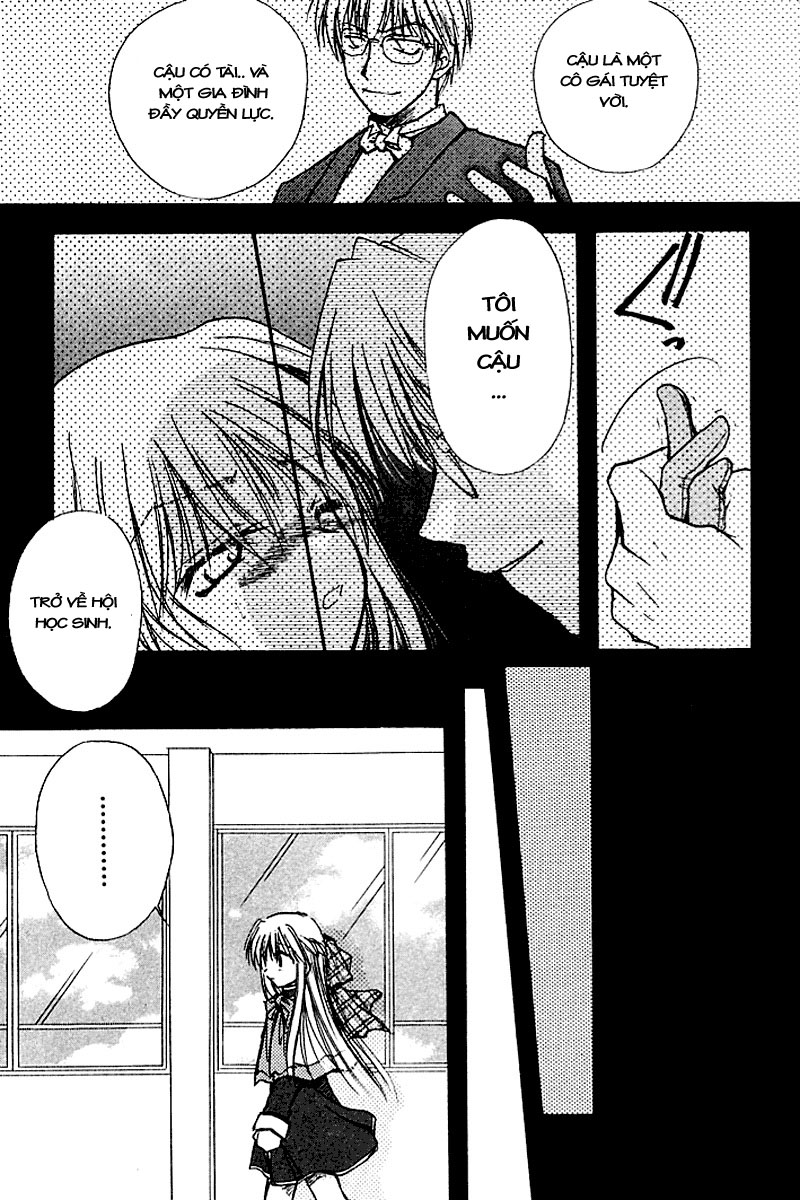 CẬU LÀ MỘT
CÔ GÁI TUYỆT
VỜI.
CẬU CÓ TÀI.. VÀ
MỘT GIA ĐÌNH
ĐẦY QUYỀN LỰC.
TÔI
MUỐN
CẬU
...
TRỞ VỀ HỘI
HỌC SINH.
.........